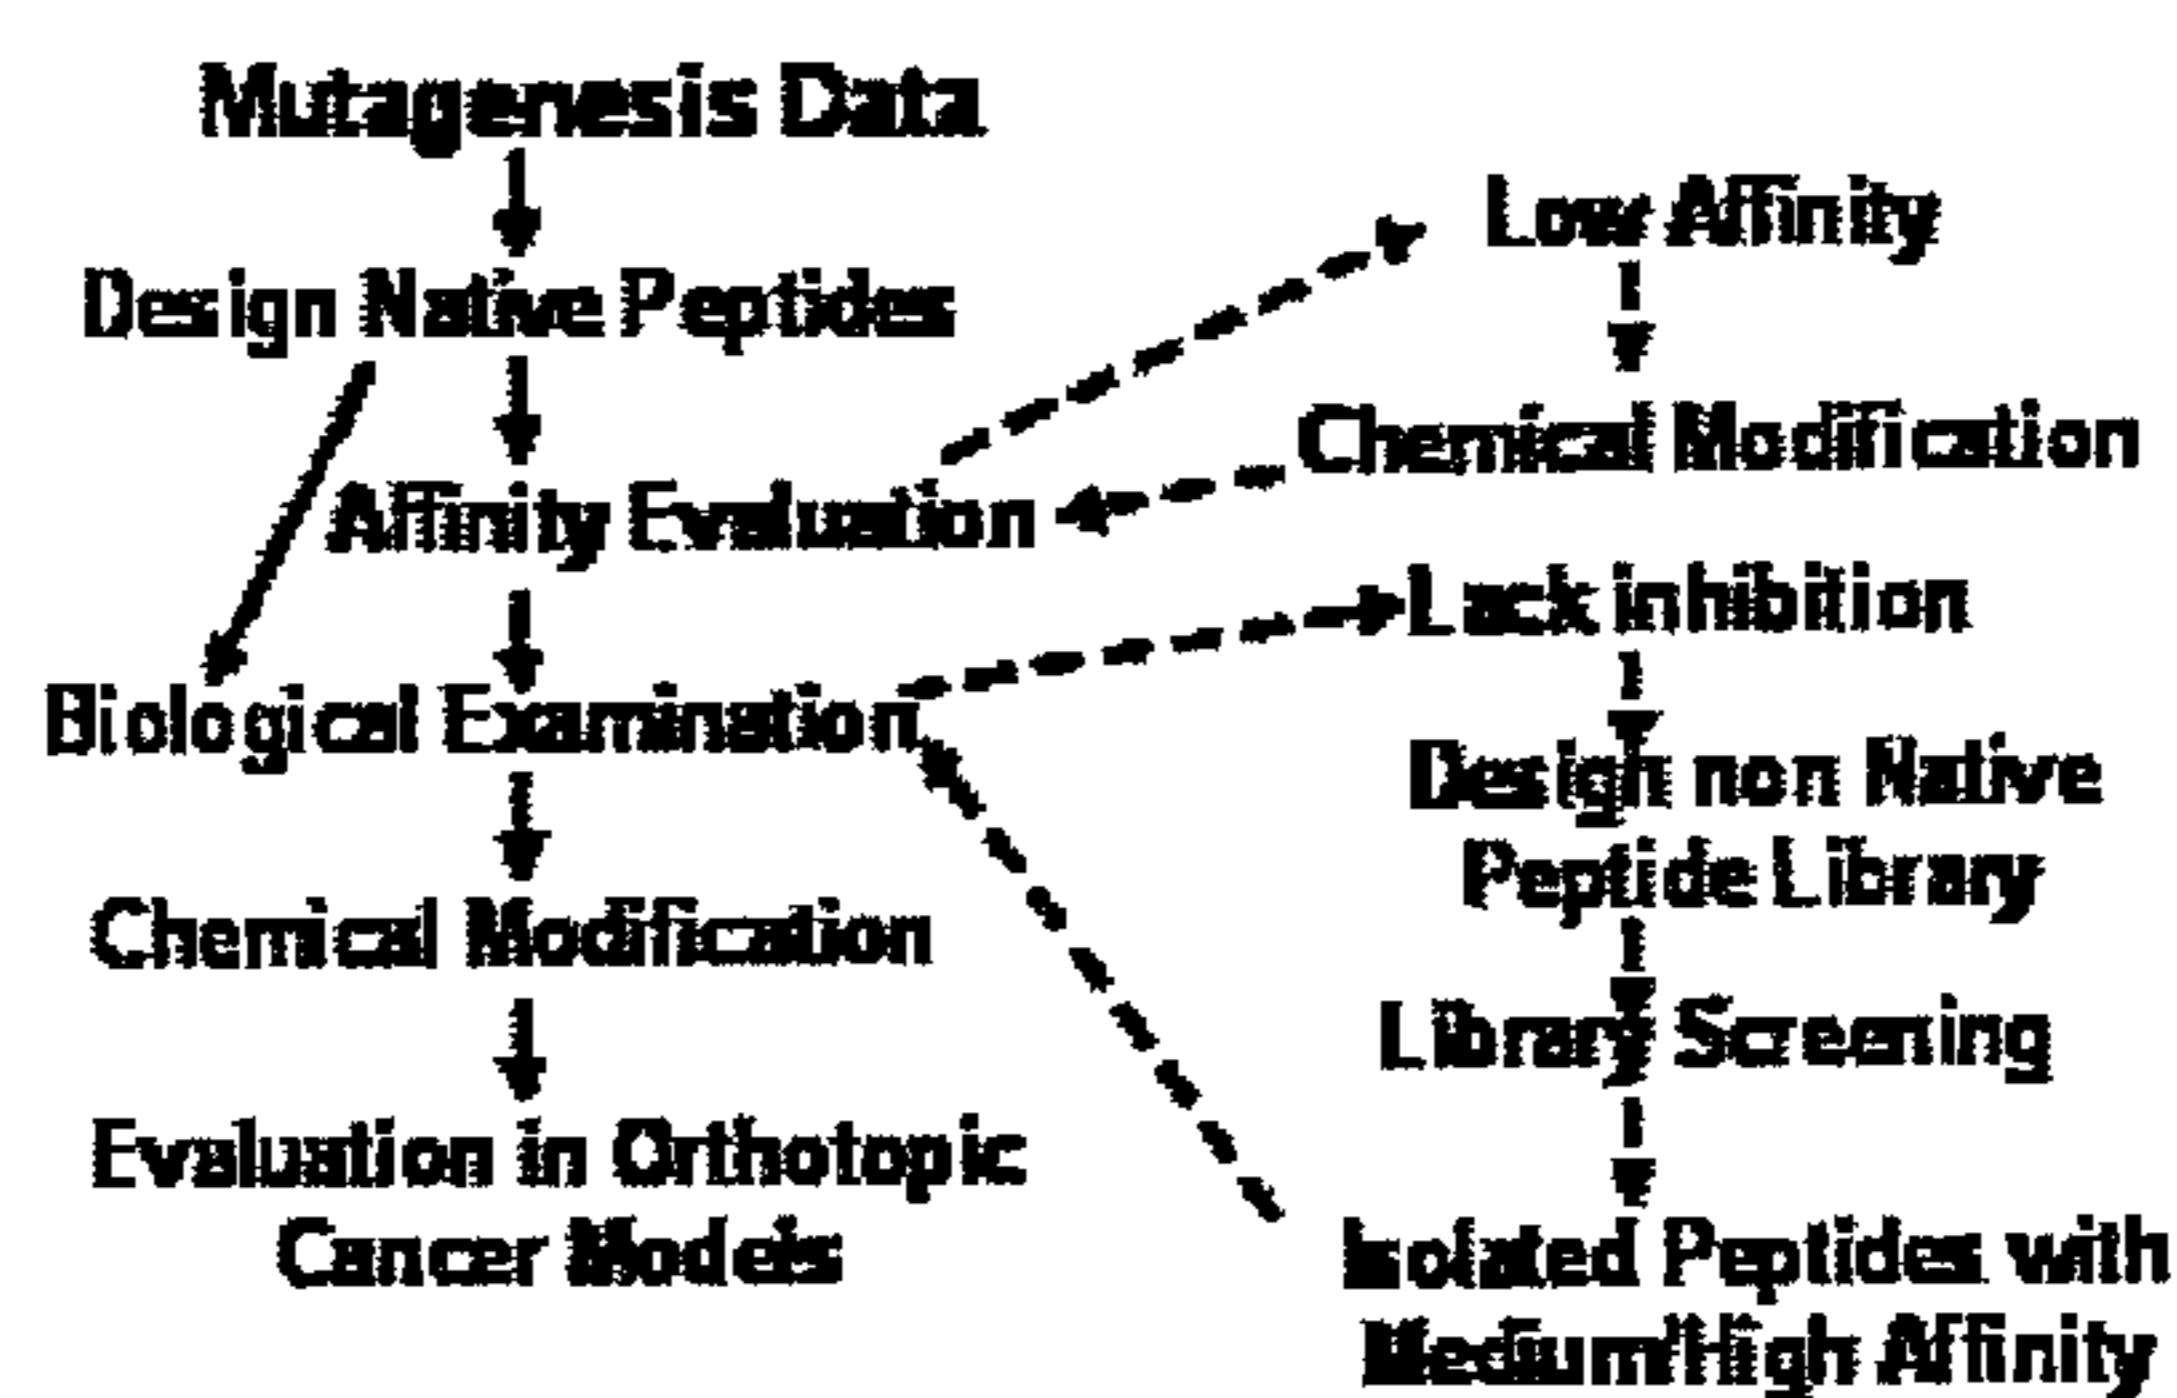 Mutagenesis Data
Design Native Peptides
Affinity Evaluation
Biological Examination
Chemical Modification
Evaluation in Orthotopic
Cancer Models
Low Affinity
Chemical Modification
Lack inhibition
Design non Native
Peptide Library
Library Screening
Isolated Peptides with
Medium/High Affinity